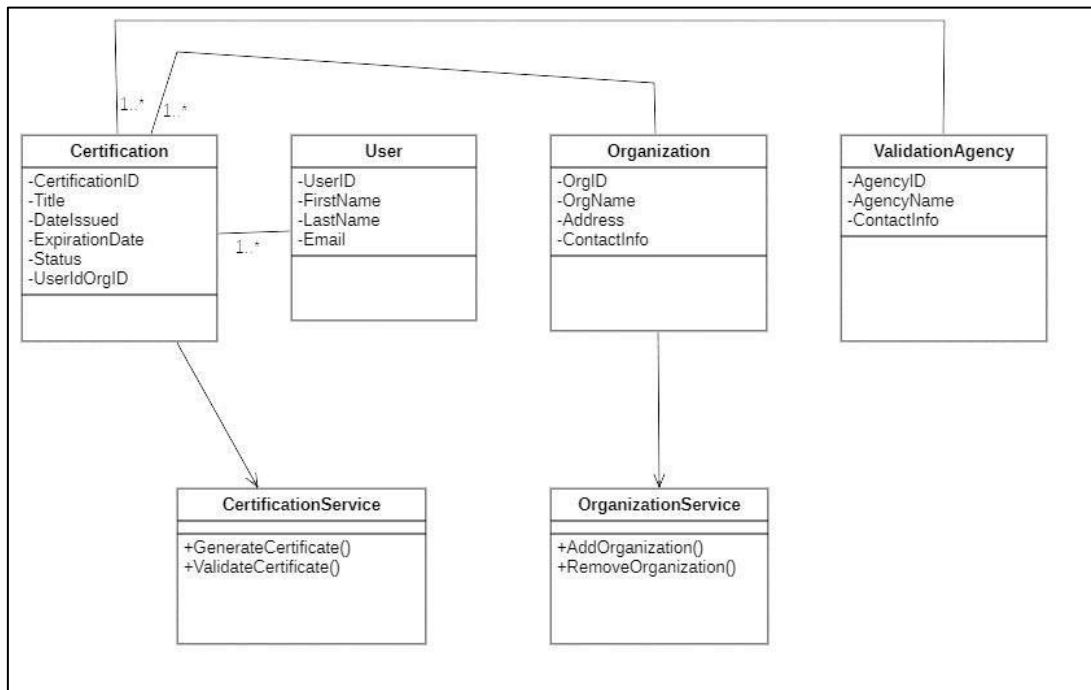 1..*
1..*
Certification
-CertificationID
-Title
-DateIssued
-ExpirationDate
-Status
-UserIdOrgID
1..*
User
-UserID
-FirstName
-LastName
-Email
Organization
-OrgID
-OrgName
-Address
-ContactInfo
ValidationAgency
-AgencyID
-AgencyName
-ContactInfo
CertificationService
+GenerateCertificate()
+ValidateCertificate()
OrganizationService
+AddOrganization()
+RemoveOrganization()